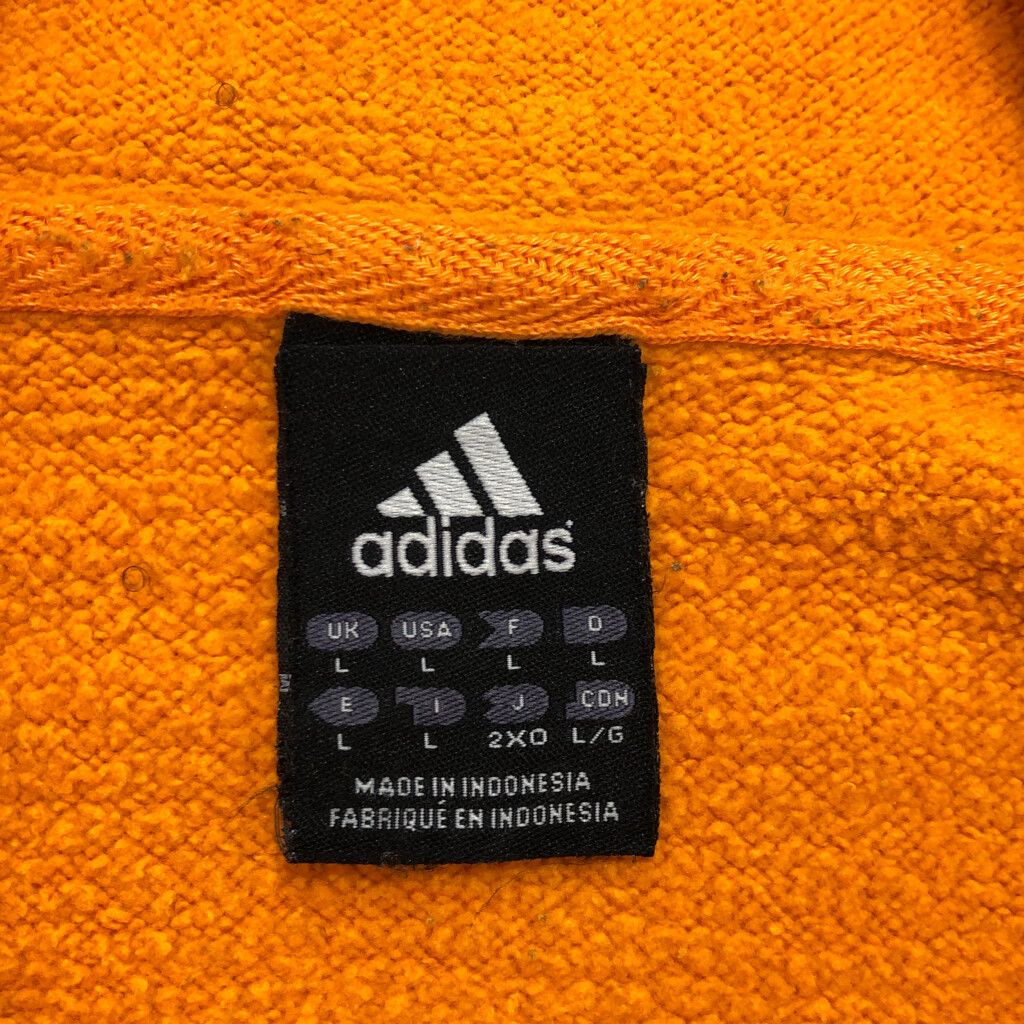 adidas
UK USA F D
L L L L
E I J CDN
L L 2XO L/G
MADE IN INDONESIA
FABRIQUÉ EN INDONESIA